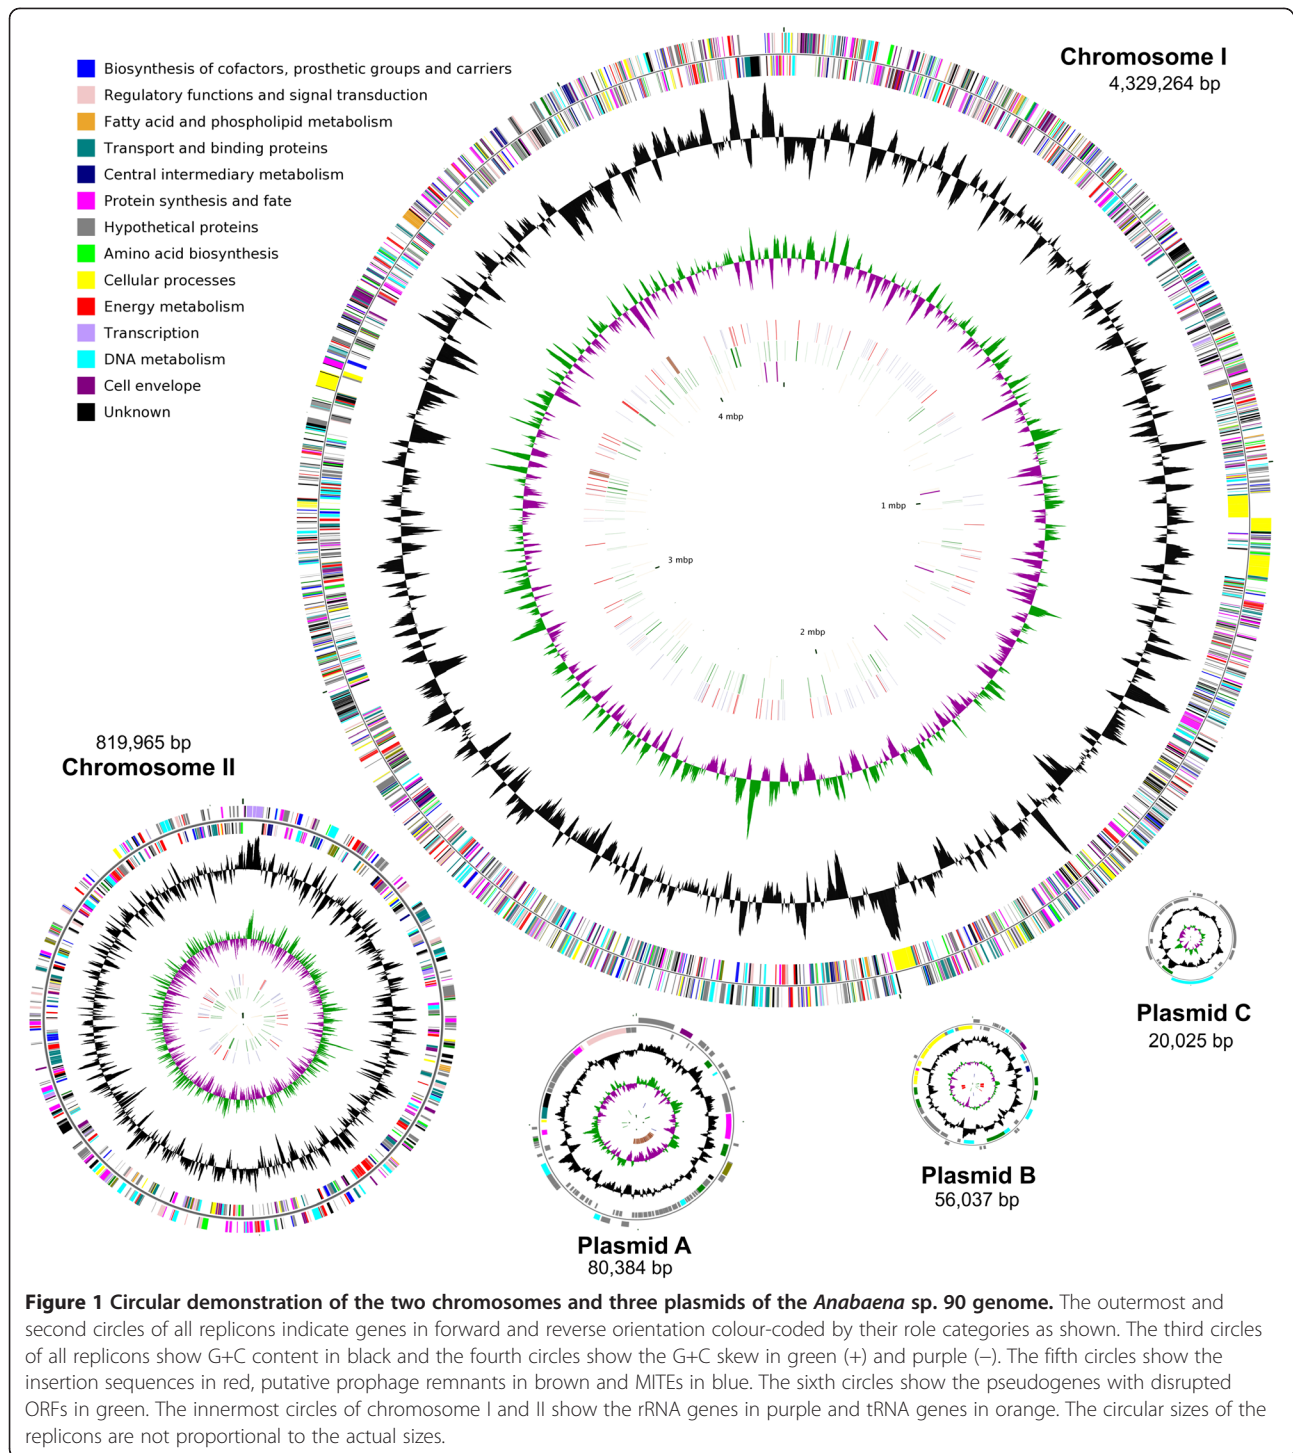 Chromosome I
4,329,264 bp
Biosynthesis of cofactors, prosthetic groups and carriers
Regulatory functions and signal transduction
Fatty acid and phospholipid metabolism
Transport and binding proteins
Central intermediary metabolism
Protein synthesis and fate
Hypothetical proteins
Amino acid biosynthesis
Cellular processes
Energy metabolism
Transcription
DNA metabolism
Cell envelope
Unknown
4 mbp
1 mbp
3 mbp
2 mbp
819,965 bp
Chromosome II
Plasmid C
20,025 bp
Plasmid B
56,037 bp
Plasmid A
80,384 bp
Figure 1 Circular demonstration of the two chromosomes and three plasmids of the Anabaena sp. 90 genome. The outermost and
second circles of all replicons indicate genes in forward and reverse orientation colour-coded by their role categories as shown. The third circles
of all replicons show G+C content in black and the fourth circles show the G+C skew in green (+) and purple (−). The fifth circles show the
insertion sequences in red, putative prophage remnants in brown and MITEs in blue. The sixth circles show the pseudogenes with disrupted
ORFs in green. The innermost circles of chromosome I and II show the rRNA genes in purple and tRNA genes in orange. The circular sizes of the
replicons are not proportional to the actual sizes.